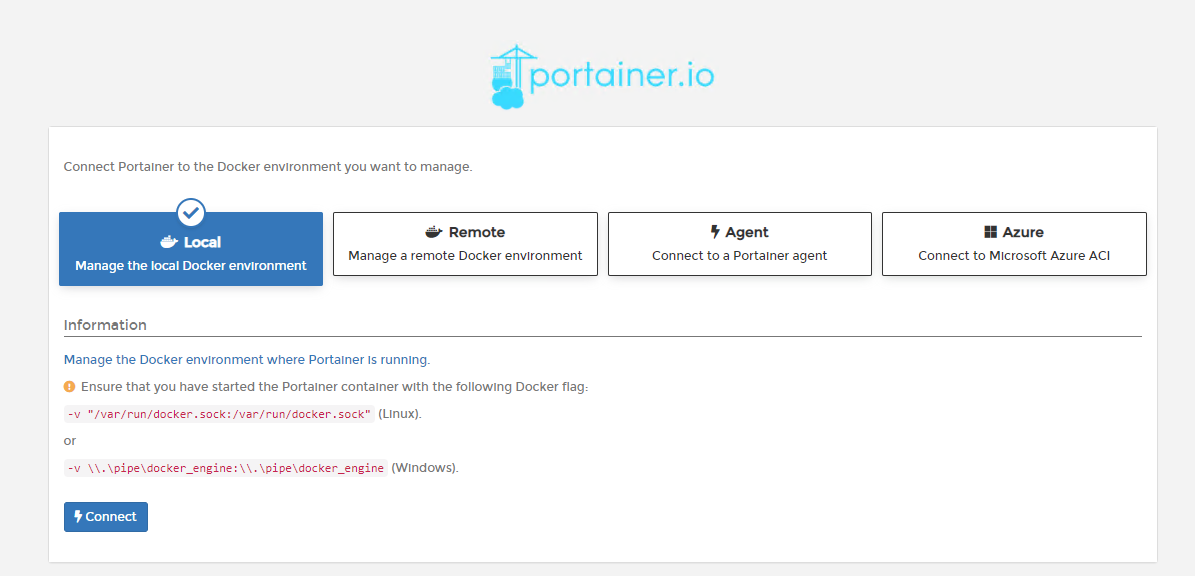 portainer.io
Connect Portainer to the Docker environment you want to manage.
Local
Manage the local Docker environment
Remote
Manage a remote Docker environment
Agent
Connect to a Portainer agent
Azure
Connect to Microsoft Azure ACI
Information
Manage the Docker environment where Portainer is running.
Ensure that you have started the Portainer container with the following Docker flag:
-v "/var/run/docker.sock:/var/run/docker.sock" (Linux).
or
-v \\.\pipe\docker_engine:\\.\pipe\docker_engine (Windows).
Connect